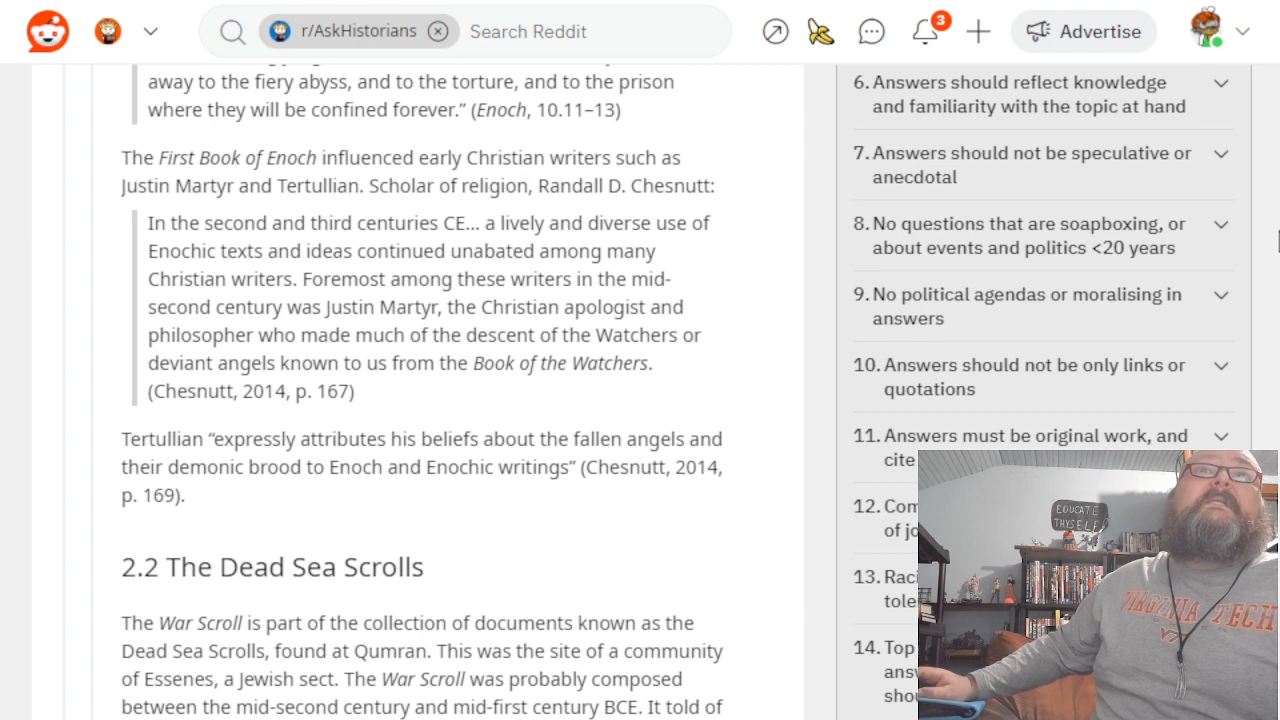 r/AskHistorians
Search Reddit
3
Advertise
away to the fiery abyss, and to the torture, and to the prison
where they will be confined forever.” (Enoch, 10.11–13)
The First Book of Enoch influenced early Christian writers such as
Justin Martyr and Tertullian. Scholar of religion, Randall D. Chesnutt:
In the second and third centuries CE... a lively and diverse use of
Enochic texts and ideas continued unabated among many
Christian writers. Foremost among these writers in the mid-
second century was Justin Martyr, the Christian apologist and
philosopher who made much of the descent of the Watchers or
deviant angels known to us from the Book of the Watchers.
(Chesnutt, 2014, p. 167)
Tertullian “expressly attributes his beliefs about the fallen angels and
their demonic brood to Enoch and Enochic writings” (Chesnutt, 2014,
p. 169).
2.2 The Dead Sea Scrolls
The War Scroll is part of the collection of documents known as the
Dead Sea Scrolls, found at Qumran. This was the site of a community
of Essenes, a Jewish sect. The War Scroll was probably composed
between the mid-second century and mid-first century BCE. It told of
6. Answers should reflect knowledge
and familiarity with the topic at hand
7. Answers should not be speculative or
anecdotal
8. No questions that are soapboxing, or
about events and politics <20 years
9. No political agendas or moralising in
answers
10. Answers should not be only links or
quotations
11. Answers must be original work, and
cite
12. Com
of jo
13. Raci
tole
14. Top
ansv
shou
EDUCATE
THYSELF
VIRGINIA TECH